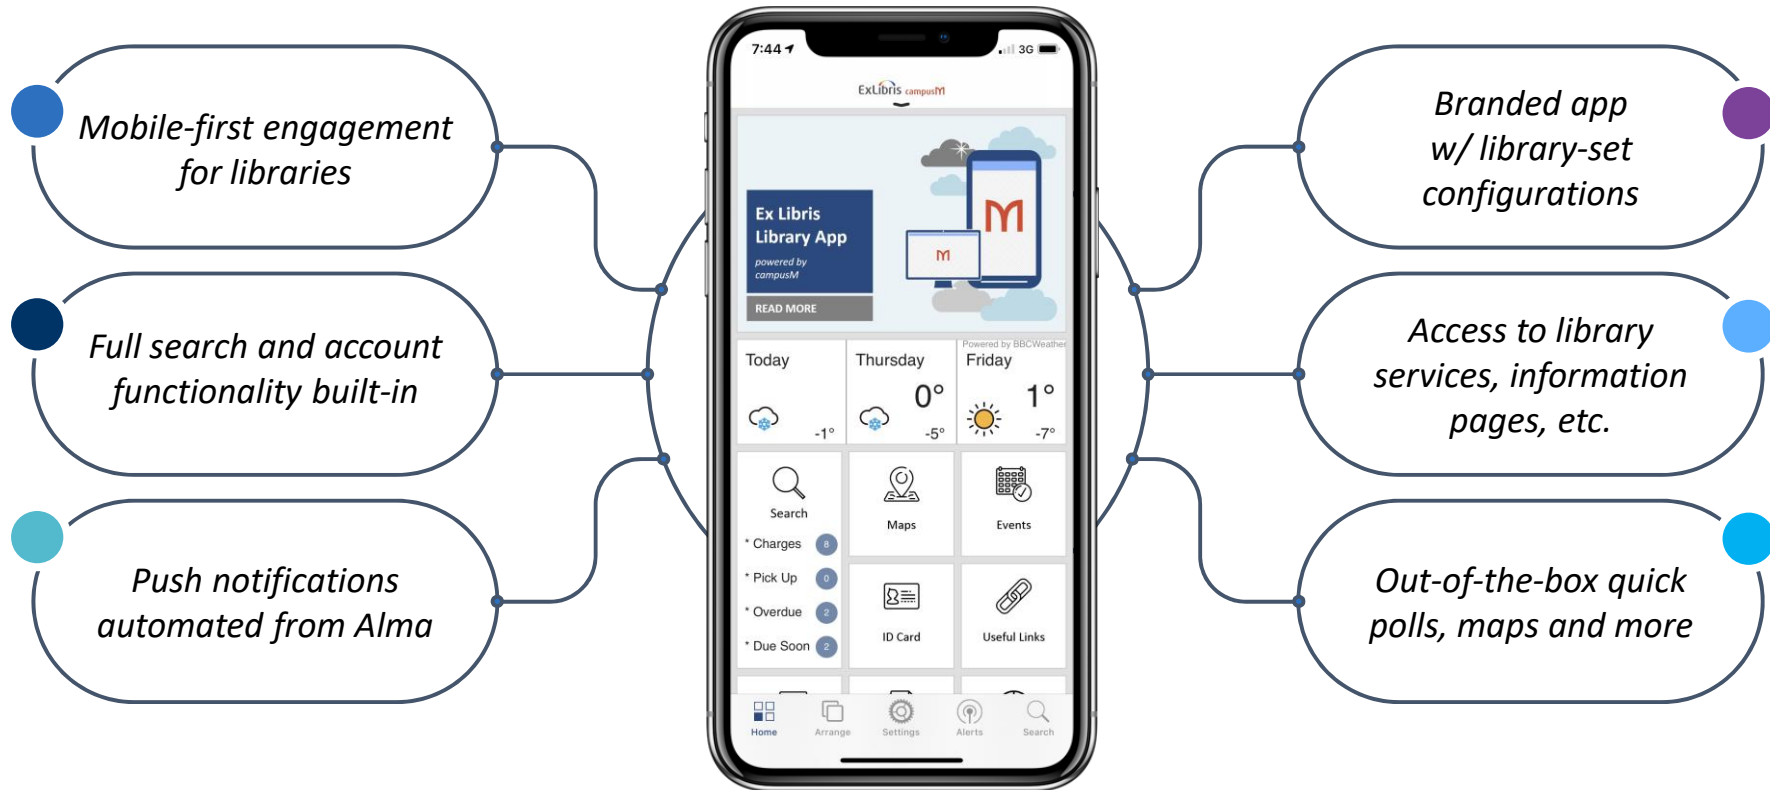 Mobile-first engagement
for libraries
Full search and account
functionality built-in
Push notifications
automated from Alma
7:44
3G
ExLibris campusM
Ex Libris
Library App
powered by
campusM
READ MORE
M
M
Powered by BBCWeather
Today
Thursday
Friday
0°
1°
-1°
-5°
-7°
Search
* Charges 8
* Pick Up 0
* Overdue 2
* Due Soon 2
Maps
Events
ID Card
Useful Links
Home
Arrange
Settings
Alerts
Search
Branded app
w/ library-set
configurations
Access to library
services, information
pages, etc.
Out-of-the-box quick
polls, maps and more